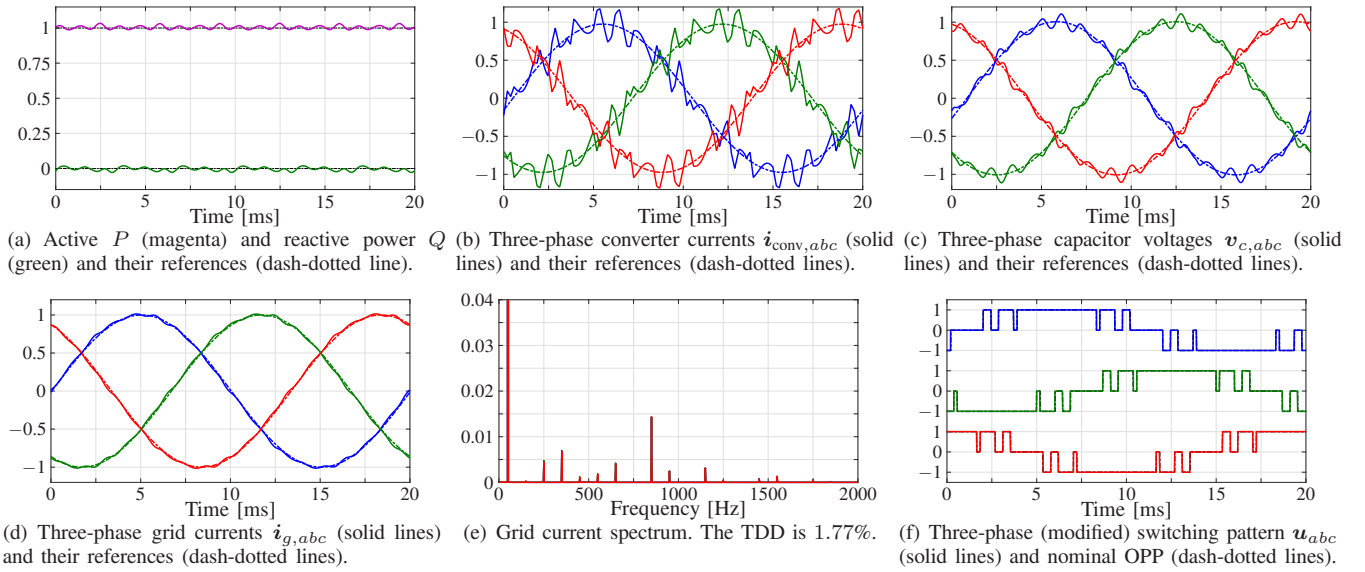 1
0.75
0.5
0.25
0
0 5 10 15 20
Time [ms]
(a) Active P (magenta) and reactive power Q
(green) and their references (dash-dotted line).
1
0.5
0
−0.5
−1
0 5 10 15 20
Time [ms]
(b) Three-phase converter currents i_conv,abc (solid
lines) and their references (dash-dotted lines).
1
0.5
0
−0.5
−1
0 5 10 15 20
Time [ms]
(c) Three-phase capacitor voltages v_c,abc (solid
lines) and their references (dash-dotted lines).
1
0.5
0
−0.5
−1
0 5 10 15 20
Time [ms]
(d) Three-phase grid currents i_g,abc (solid lines)
and their references (dash-dotted lines).
0.04
0.03
0.02
0.01
0
0 500 1000 1500 2000
Frequency [Hz]
(e) Grid current spectrum. The TDD is 1.77%.
1
0
−1
1
0
−1
1
0
−1
0 5 10 15 20
Time [ms]
(f) Three-phase (modified) switching pattern u_abc
(solid lines) and nominal OPP (dash-dotted lines).